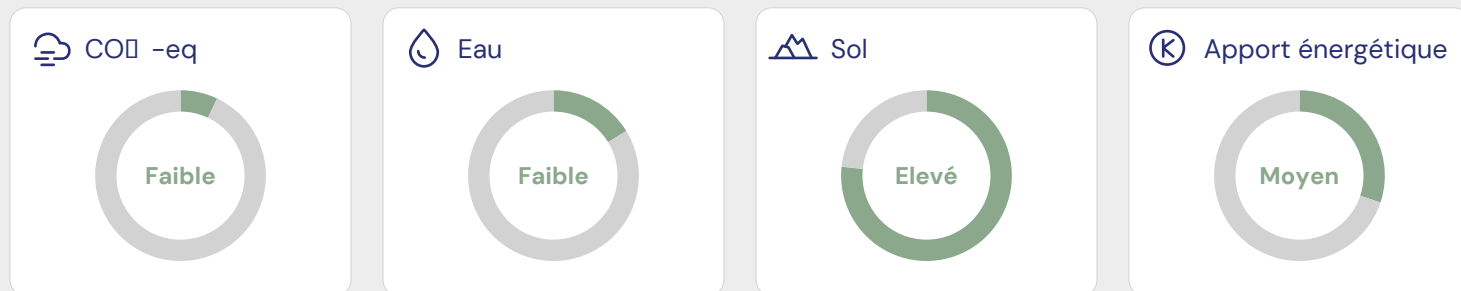 CO▯ -eq
Faible
Eau
Faible
Sol
Elevé
Apport énergétique
Moyen